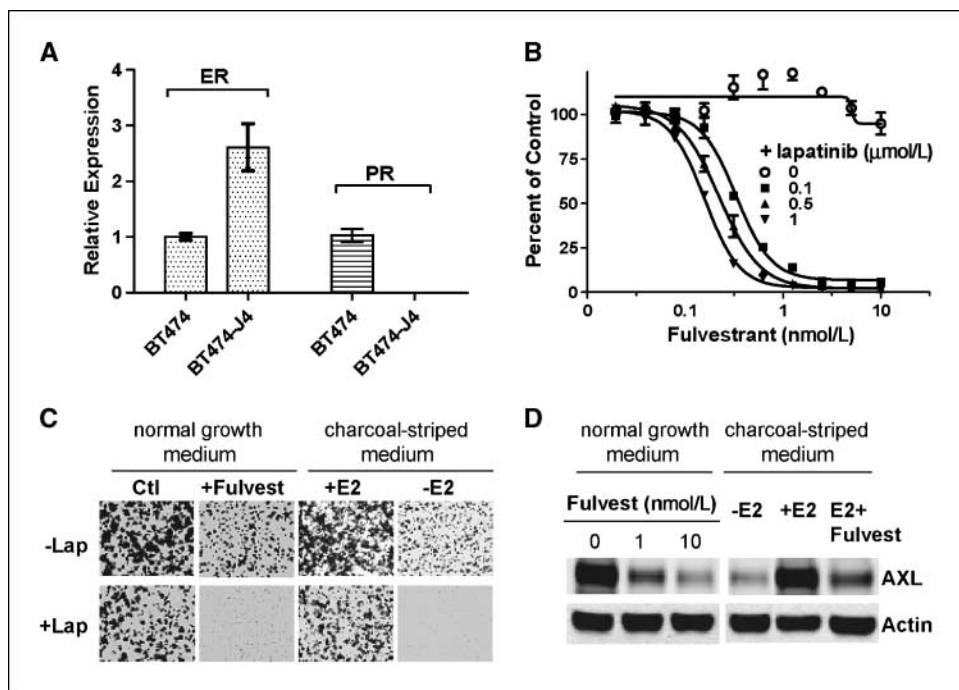 A
Relative Expression
4
3
2
1
0
ER
PR
BT474
BT474-J4
BT474
BT474-J4
B
Percent of Control
100
75
50
25
0
+ lapatinib (μmol/L)
0
0.1
0.5
1
0
0.1
1
10
Fulvestrant (nmol/L)
C
normal growth
medium
charcoal-striped
medium
Ctl
+Fulvest
+E2
-E2
-Lap
+Lap
D
normal growth
medium
charcoal-striped
medium
Fulvest (nmol/L)
0
1
10
-E2
+E2
E2+
Fulvest
AXL
Actin